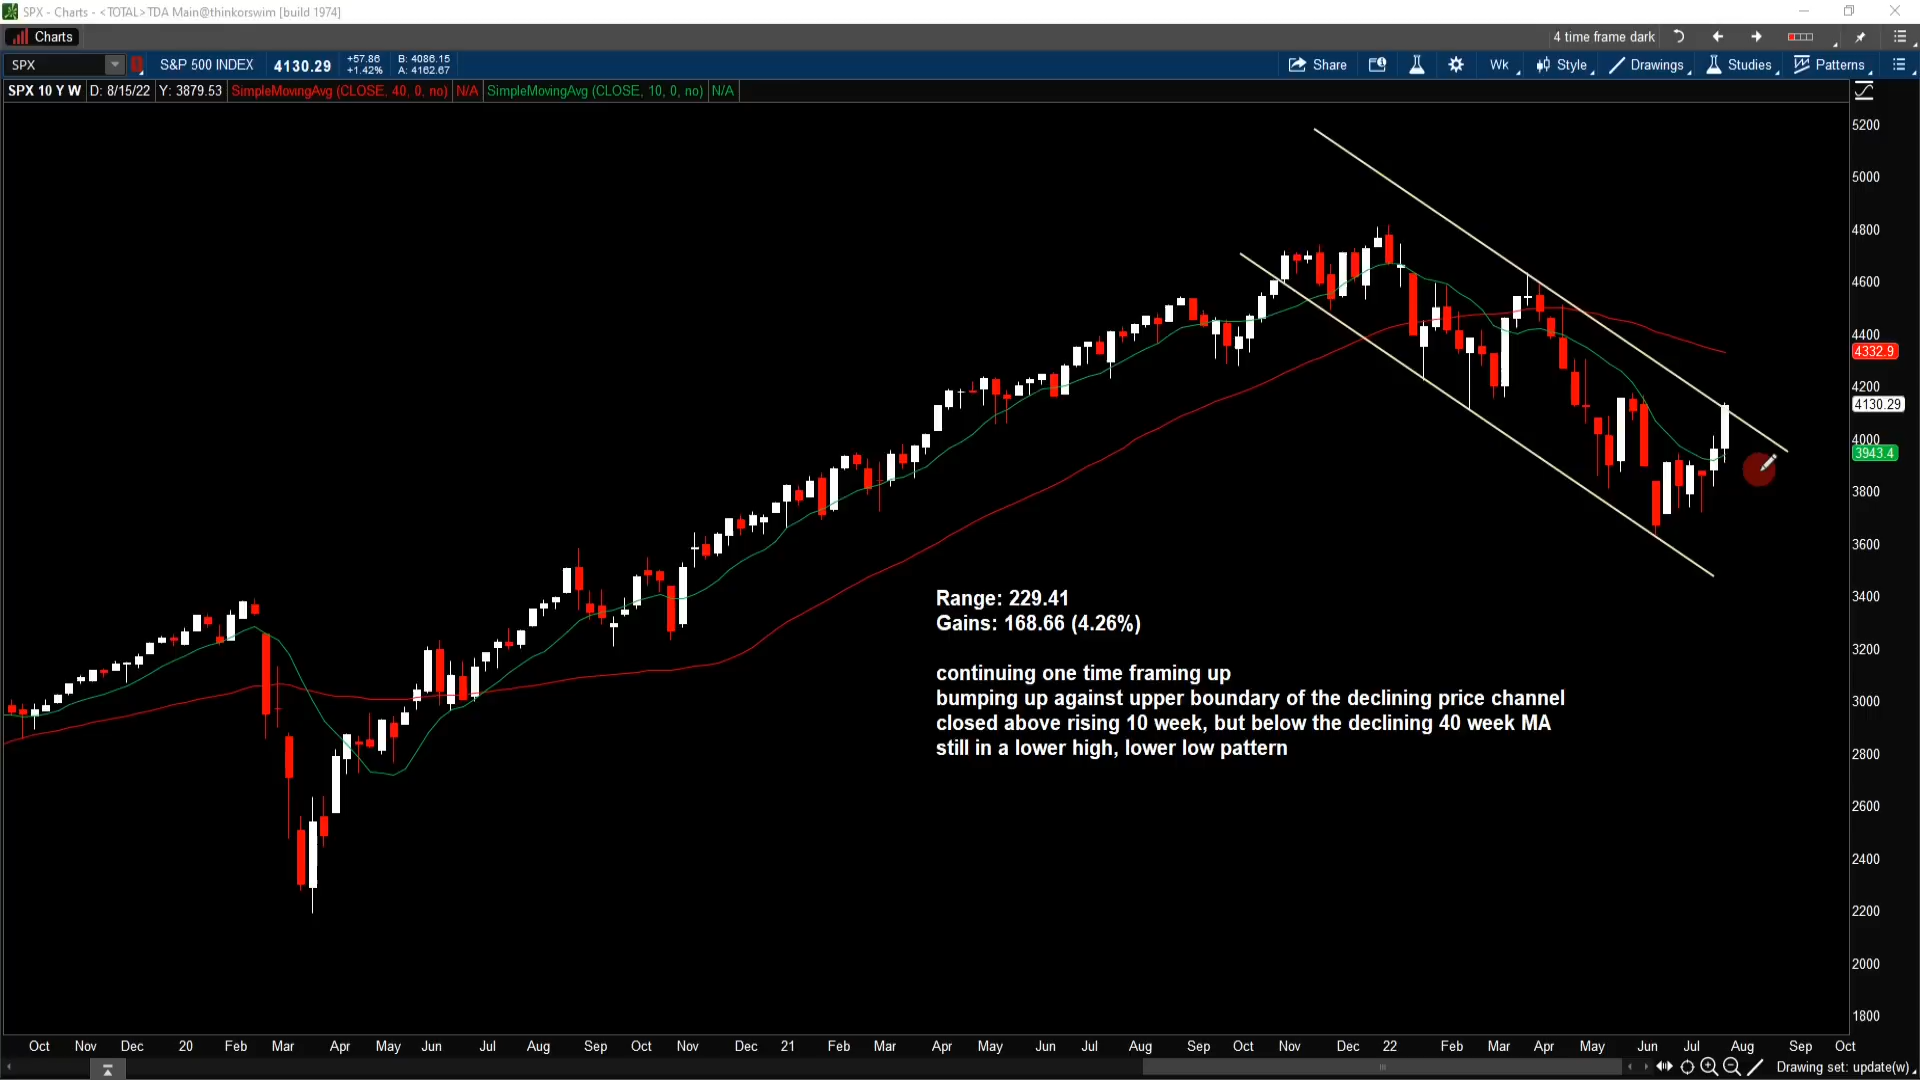 SPX - Charts - <TOTAL>TDA Main@thinkorswim [build 1974]
Charts
4 time frame dark
SPX
S&P 500 INDEX
4130.29
+57.86
+1.42%
B: 4086.15
A: 4162.67
Share
Wk
Style
Drawings
Studies
Patterns
SPX 10 Y W
D: 8/15/22
Y: 3879.53
SimpleMovingAvg (CLOSE, 40, 0, no)
N/A
SimpleMovingAvg (CLOSE, 10, 0, no)
N/A
5200
5000
4800
4600
4400
4332.9
4200
4130.29
4000
3943.4
3800
3600
3400
3200
3000
2800
2600
2400
2200
2000
1800
Range: 229.41
Gains: 168.66 (4.26%)
continuing one time framing up
bumping up against upper boundary of the declining price channel
closed above rising 10 week, but below the declining 40 week MA
still in a lower high, lower low pattern
Oct Nov Dec 20 Feb Mar Apr May Jun Jul Aug Sep Oct Nov Dec 21 Feb Mar Apr May Jun Jul Aug Sep Oct Nov Dec 22 Feb Mar Apr May Jun Jul Aug Sep Oct
Drawing set: update(w)